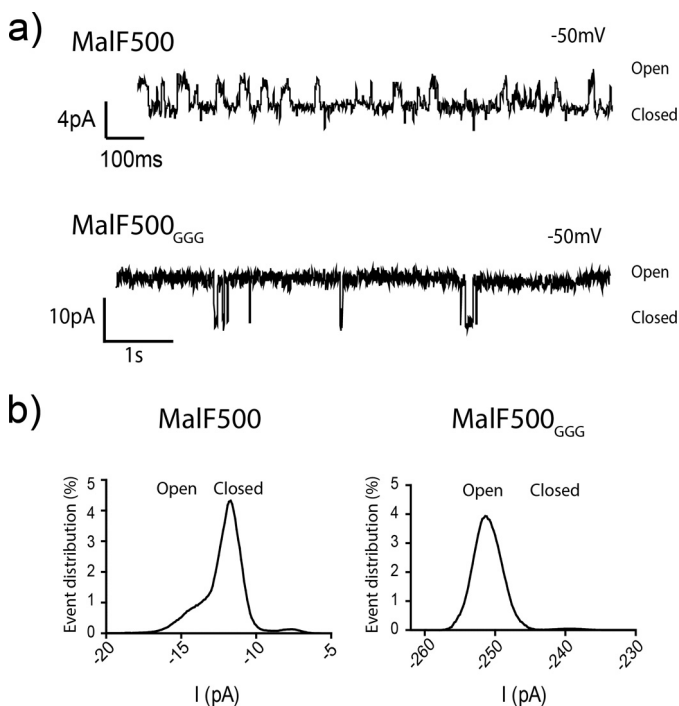 a)
MalF500
-50mV
Open
Closed
4pA
100ms
MalF500GGG
-50mV
Open
Closed
10pA
1s
b)
MalF500
MalF500GGG
Event distribution (%)
5
4
3
2
1
0
Open Closed
-20 -15 -10 -5
I (pA)
Event distribution (%)
5
4
3
2
1
0
Open Closed
-260 -250 -240 -230
I (pA)